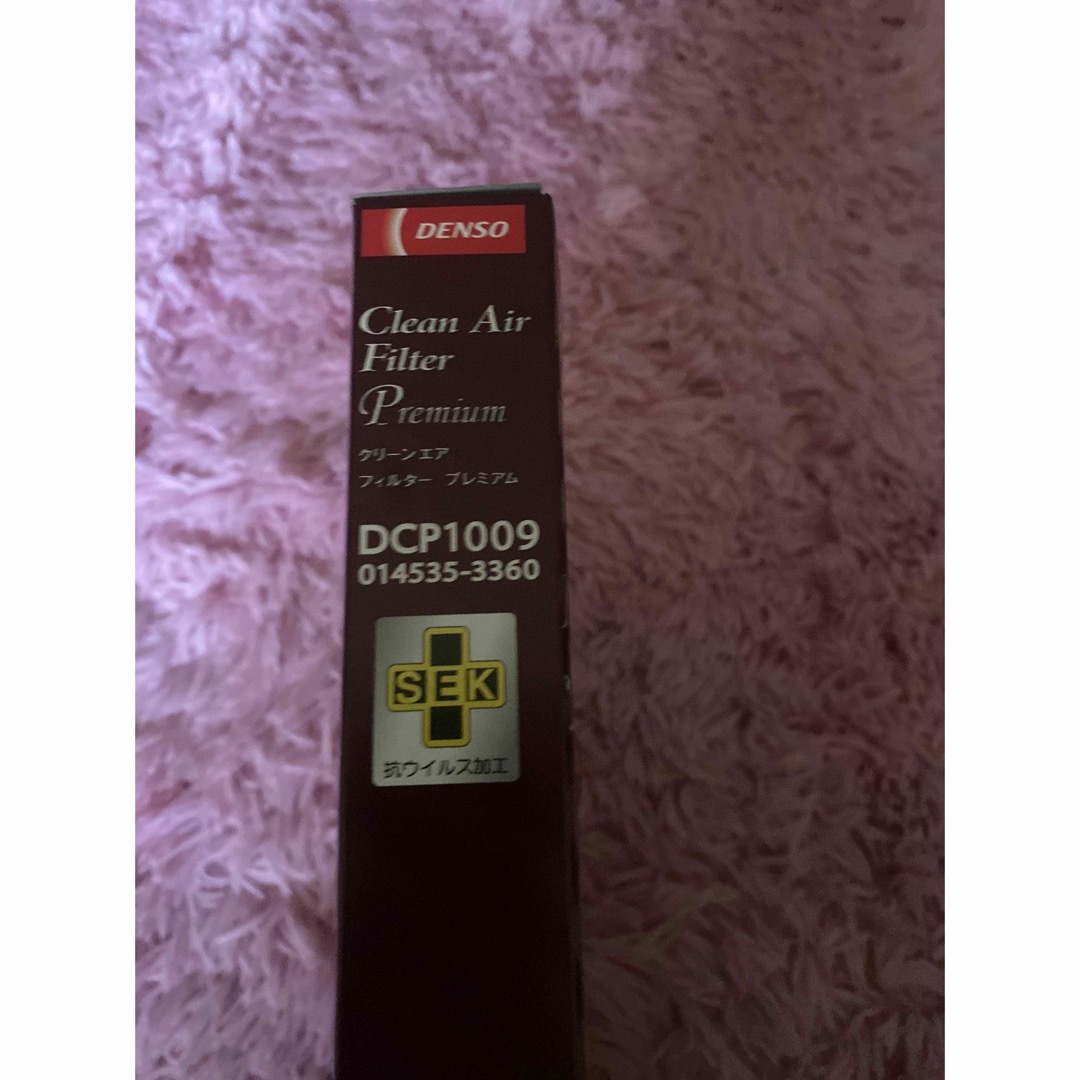 DENSO
Clean Air
Filter
Premium
クリーンエア
フィルター プレミアム
DCP1009
014535-3360
SEK
抗ウイルス加工